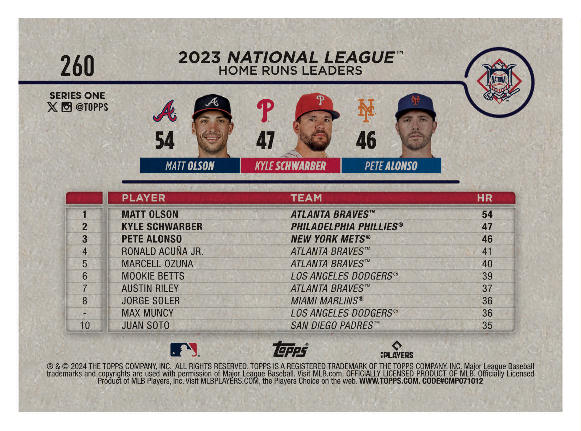 260
2023 NATIONAL LEAGUE™
HOME RUNS LEADERS
SERIES ONE
@TOPPS
54 47 46
MATT OLSON KYLE SCHWARBER PETE ALONSO
PLAYER TEAM HR
1 MATT OLSON ATLANTA BRAVES™ 54
2 KYLE SCHWARBER PHILADELPHIA PHILLIES® 47
3 PETE ALONSO NEW YORK METS® 46
4 RONALD ACUÑA JR. ATLANTA BRAVES™ 41
5 MARCELL OZUNA ATLANTA BRAVES™ 40
6 MOOKIE BETTS LOS ANGELES DODGERS® 39
7 AUSTIN RILEY ATLANTA BRAVES™ 37
8 JORGE SOLER MIAMI MARLINS® 36
- MAX MUNCY LOS ANGELES DODGERS® 36
10 JUAN SOTO SAN DIEGO PADRES™ 35
Topps MLB PLAYERS
® & © 2024 THE TOPPS COMPANY, INC. ALL RIGHTS RESERVED. TOPPS IS A REGISTERED TRADEMARK OF THE TOPPS COMPANY, INC. Major League Baseball
trademarks and copyrights are used with permission of Major League Baseball. Visit MLB.com. OFFICIALLY LICENSED PRODUCT OF MLB Officially Licensed
Product of MLB Players, Inc. Visit MLBPLAYERS.COM, the Players Choice on the web. WWW.TOPPS.COM. CODE#CMP071012